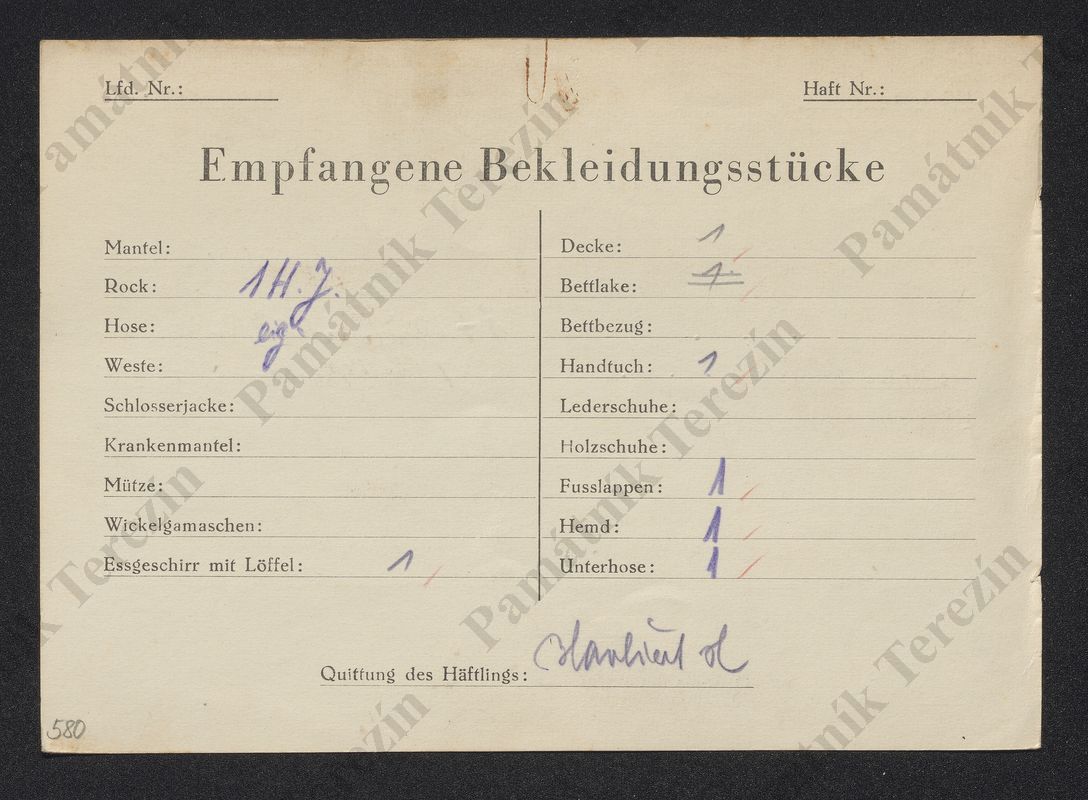 Lfd. Nr.:
Haft Nr.:
Empfangene Bekleidungsstücke
Mantel:
Rock: 1 H. J.
Hose: eig.
Weste:
Schlosserjacke:
Krankenmantel:
Mütze:
Wickelgamaschen:
Essgeschirr mit Löffel: 1
Decke: 1
Bettlake: 1
Bettbezug:
Handtuch: 1
Lederschuhe:
Holzschuhe:
Fusslappen: 1
Hemd: 1
Unterhose: 1
Quittung des Häftlings:
580
Památník Terezín